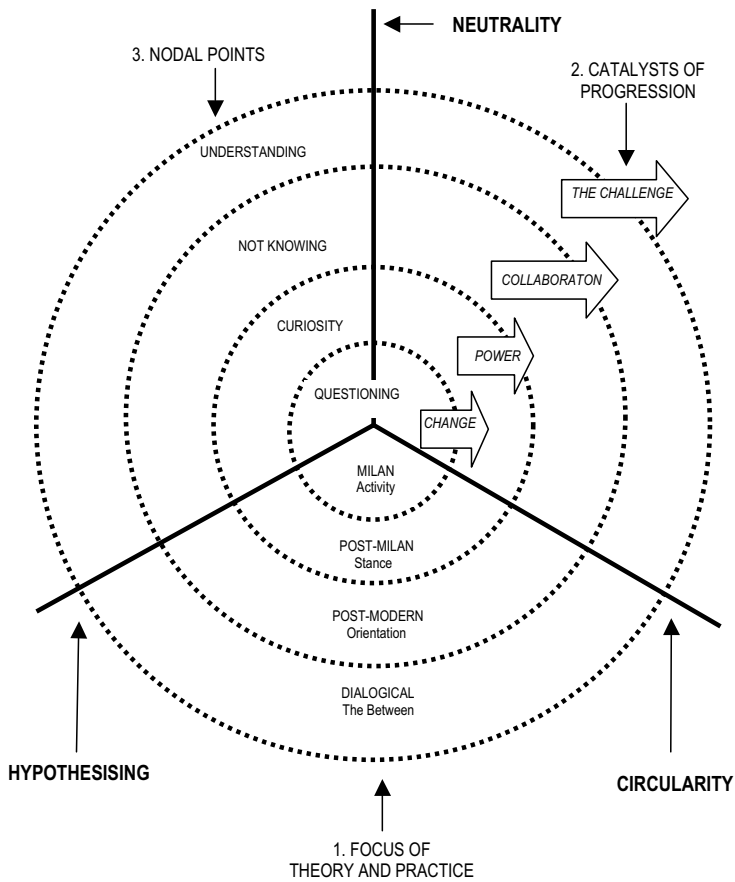 NEUTRALITY
3. NODAL POINTS
2. CATALYSTS OF
PROGRESSION
UNDERSTANDING
THE CHALLENGE
NOT KNOWING
COLLABORATON
CURIOSITY
POWER
QUESTIONING
CHANGE
MILAN
Activity
POST-MILAN
Stance
POST-MODERN
Orientation
DIALOGICAL
The Between
HYPOTHESISING
CIRCULARITY
1. FOCUS OF
THEORY AND PRACTICE